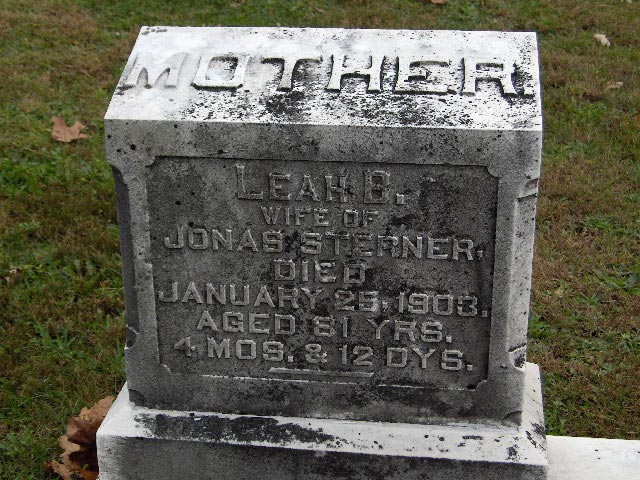 MOTHER.
LEAH B.
WIFE OF
JONAS STERNER,
DIED
JANUARY 25, 1903.
AGED 81 YRS.
4 MOS. & 12 DYS.